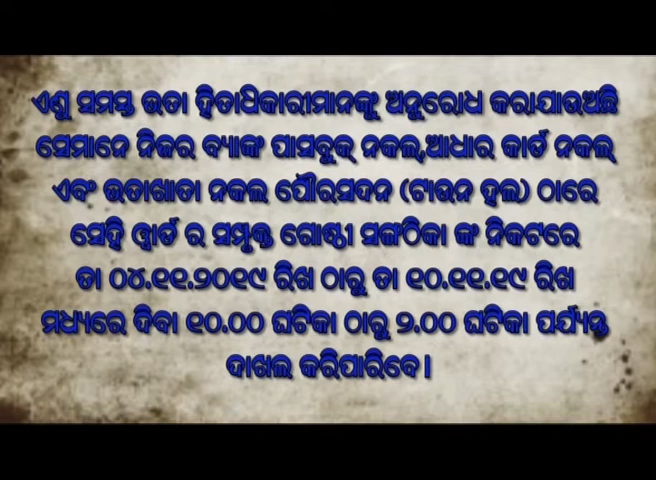 ଏଣୁ ସମସ୍ତ ଭତା ହିତାଧିକାରୀମାନଙ୍କୁ ଅନୁରୋଧ କରାଯାଉଅଛି
ସେମାନେ ନିଜର ବ୍ୟାଙ୍କ ପାସବୁକ୍ ନକଲ୍,ଆଧାର କାର୍ଡ ନକଲ୍
ଏବଂ ଭତାଖାତା ନକଲ ପୌରସଦନ (ଟାଉନ ହଲ) ଠାରେ
ସେହି ୱାର୍ଡ ର ସମ୍ପୃକ୍ତ ଗୋଷ୍ଠୀ ସଙ୍ଗଠିକା ଙ୍କ ନିକଟରେ
ତା ୦୪.୧୧.୨୦୧୯ ରିଖ ଠାରୁ ତା ୧୦.୧୧.୧୯ ରିଖ
ମଧ୍ୟରେ ଦିବା ୧୦.୦୦ ଘଟିକା ଠାରୁ ୨.୦୦ ଘଟିକା ପର୍ଯ୍ୟନ୍ତ
ଦାଖଲ କରିପାରିବେ।